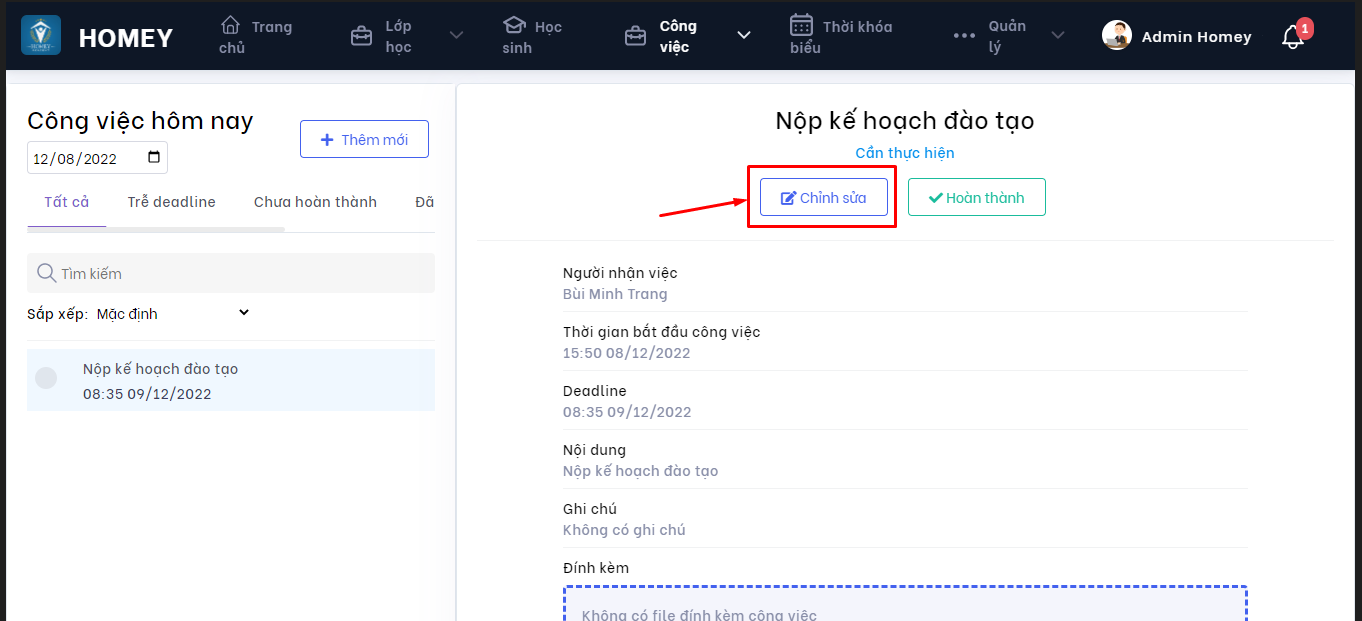 HOMEY
HOMEY
Trang chủ
Lớp học
Học sinh
Công việc
Thời khóa biểu
Quản lý
Admin Homey
1
Công việc hôm nay
12/08/2022
+ Thêm mới
Tất cả
Trễ deadline
Chưa hoàn thành
Đã
Tìm kiếm
Sắp xếp: Mặc định
Nộp kế hoạch đào tạo
08:35 09/12/2022
Nộp kế hoạch đào tạo
Cần thực hiện
Chỉnh sửa
Hoàn thành
Người nhận việc
Bùi Minh Trang
Thời gian bắt đầu công việc
15:50 08/12/2022
Deadline
08:35 09/12/2022
Nội dung
Nộp kế hoạch đào tạo
Ghi chú
Không có ghi chú
Đính kèm
Không có file đính kèm công việc